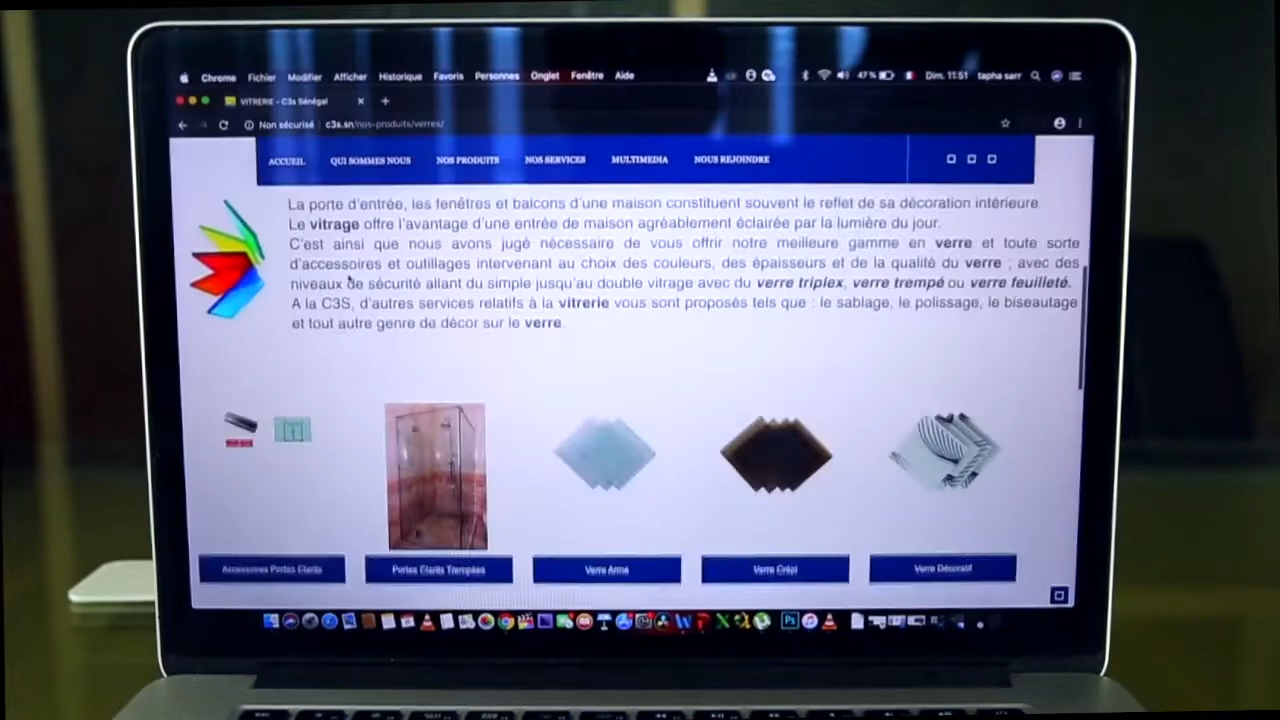 Chrome Fichier Modifier Afficher Historique Favoris Personnes Onglet Fenêtre Aide 47 % Dim. 11:51 tapha sarr
VITRERIE - C3s Sénégal
Non sécurisé c3s.sn/nos-produits/verres/
ACCUEIL QUI SOMMES NOUS NOS PRODUITS NOS SERVICES MULTIMEDIA NOUS REJOINDRE
La porte d'entrée, les fenêtres et balcons d'une maison constituent souvent le reflet de sa décoration intérieure
Le vitrage offre l'avantage d'une entrée de maison agréablement éclairée par la lumière du jour.
C'est ainsi que nous avons jugé nécessaire de vous offrir notre meilleure gamme en verre et toute sorte
d'accessoires et outillages intervenant au choix des couleurs, des épaisseurs et de la qualité du verre ; avec des
niveaux de sécurité allant du simple jusqu'au double vitrage avec du verre triplex, verre trempé ou verre feuilleté.
A la C3S, d'autres services relatifs à la vitrerie vous sont proposés tels que : le sablage, le polissage, le biseautage
et tout autre genre de décor sur le verre.
Accessoires Portes Clarits Portes Clarits Trempées Verre Armé Verre Crépi Verre Décoratif
Ps